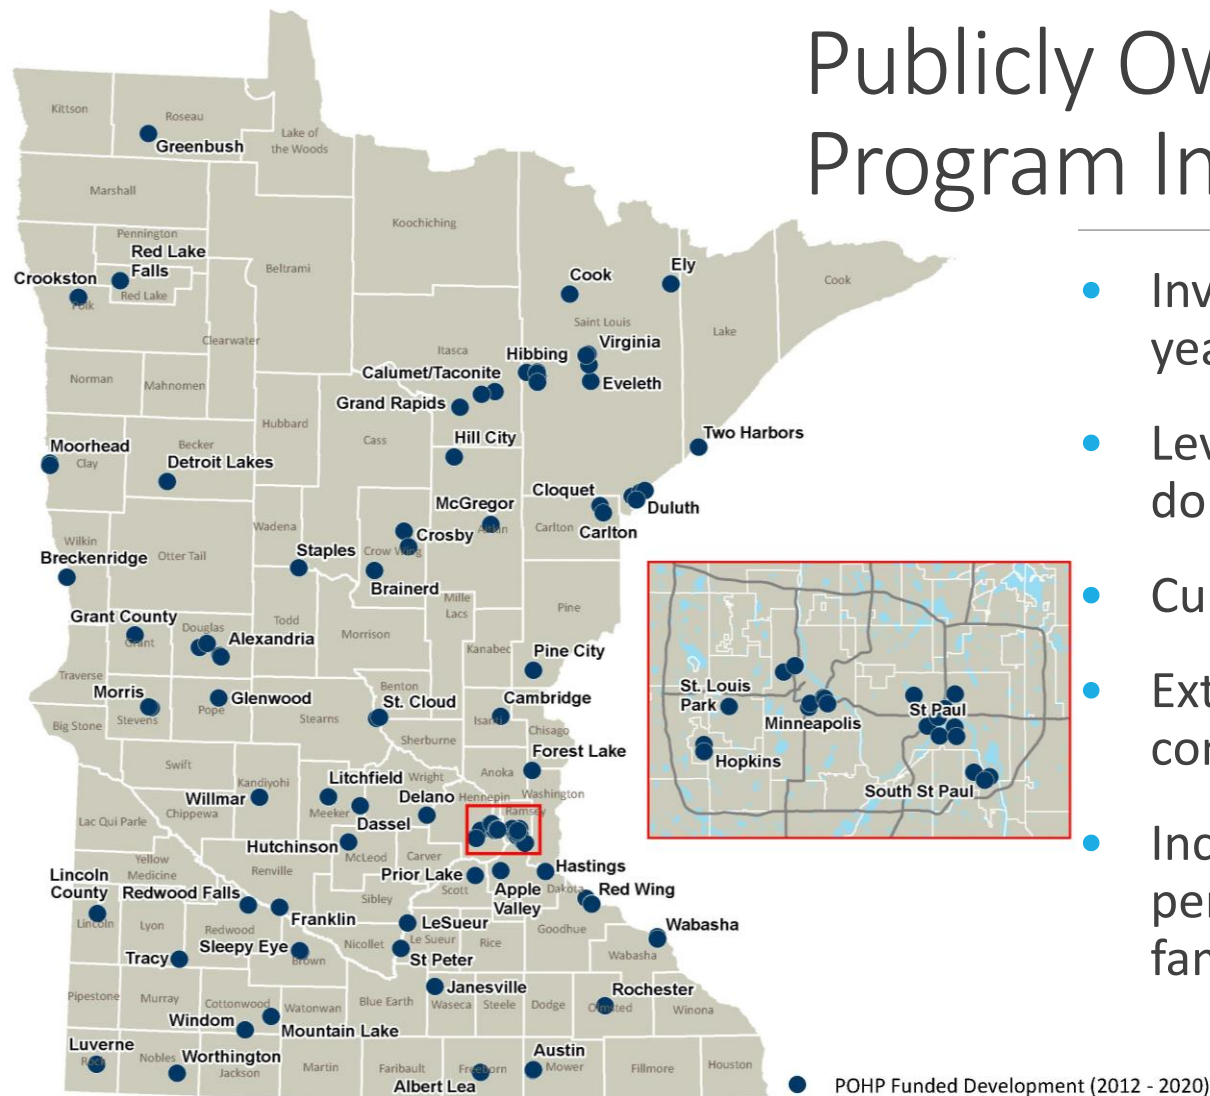 Publicly Ov
Program In
Inv
yea
Lev
do
Cu
Ext
con
Inc
per
fan
Kittson
Roseau
Greenbush
Lake of
the Woods
Marshall
Koochiching
Pennington
Red Lake
Falls
Crookston
Red Lake
Polk
Beltrami
Clearwater
Cook
Ely
Cook
Saint Louis
Lake
Itasca
Hibbing
Virginia
Calumet/Taconite
Eveleth
Grand Rapids
Norman
Mahnomen
Hubbard
Cass
Hill City
Two Harbors
Moorhead
Clay
Becker
Detroit Lakes
McGregor
Cloquet
Duluth
Carlton
Carlton
Aitkin
Crosby
Crow Wing
Wadena
Wilkin
Otter Tail
Breckenridge
Staples
Brainerd
Mille
Lacs
Pine
Grant County
Grant
Douglas
Alexandria
Todd
Morrison
Kanabec
Pine City
Traverse
Morris
Stevens
Pope
Glenwood
Benton
St. Cloud
Cambridge
Isanti
Big Stone
Stearns
Sherburne
Chisago
Forest Lake
Swift
Kandiyohi
Litchfield
Wright
Anoka
Willmar
Meeker
Delano
Hennepin
Washington
Ramsey
Lac Qui Parle
Chippewa
Dassel
Hutchinson
McLeod
Carver
Yellow
Medicine
Renville
Prior Lake
Scott
Apple
Valley
Hastings
Dakota
Red Wing
Lincoln
County
Redwood Falls
Sibley
Lincoln
Lyon
Redwood
Franklin
LeSueur
Goodhue
Wabasha
Tracy
Sleepy Eye
Brown
Nicollet
Le Sueur
Rice
St Peter
Wabasha
Janesville
Rochester
Pipestone
Murray
Cottonwood
Watonwan
Blue Earth
Waseca
Steele
Dodge
Olmsted
Winona
Windom
Mountain Lake
Luverne
Rock
Nobles
Worthington
Jackson
Martin
Faribault
Freeborn
Albert Lea
Austin
Mower
Fillmore
Houston
St. Louis
Park
Minneapolis
St Paul
Hopkins
South St Paul
POHP Funded Development (2012 - 2020)